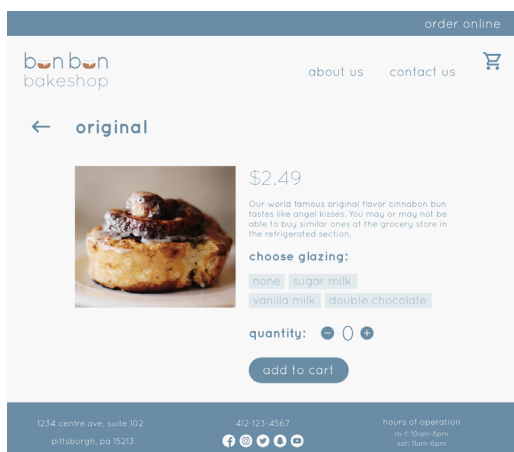 order online
bun bun
bakeshop
about us
contact us
original
$2.49
Our world famous original flavor cinnabon bun
tastes like angel kisses. You may or may not be
able to buy similar ones at the grocery store in
the refrigerated section.
choose glazing:
none
sugar milk
vanilla milk
double chocolate
quantity:
0
add to cart
1234 centre ave, suite 102
pittsburgh, pa 15213
412-123-4567
hours of operation
m-f: 10am-8pm
sat: 11am-6pm